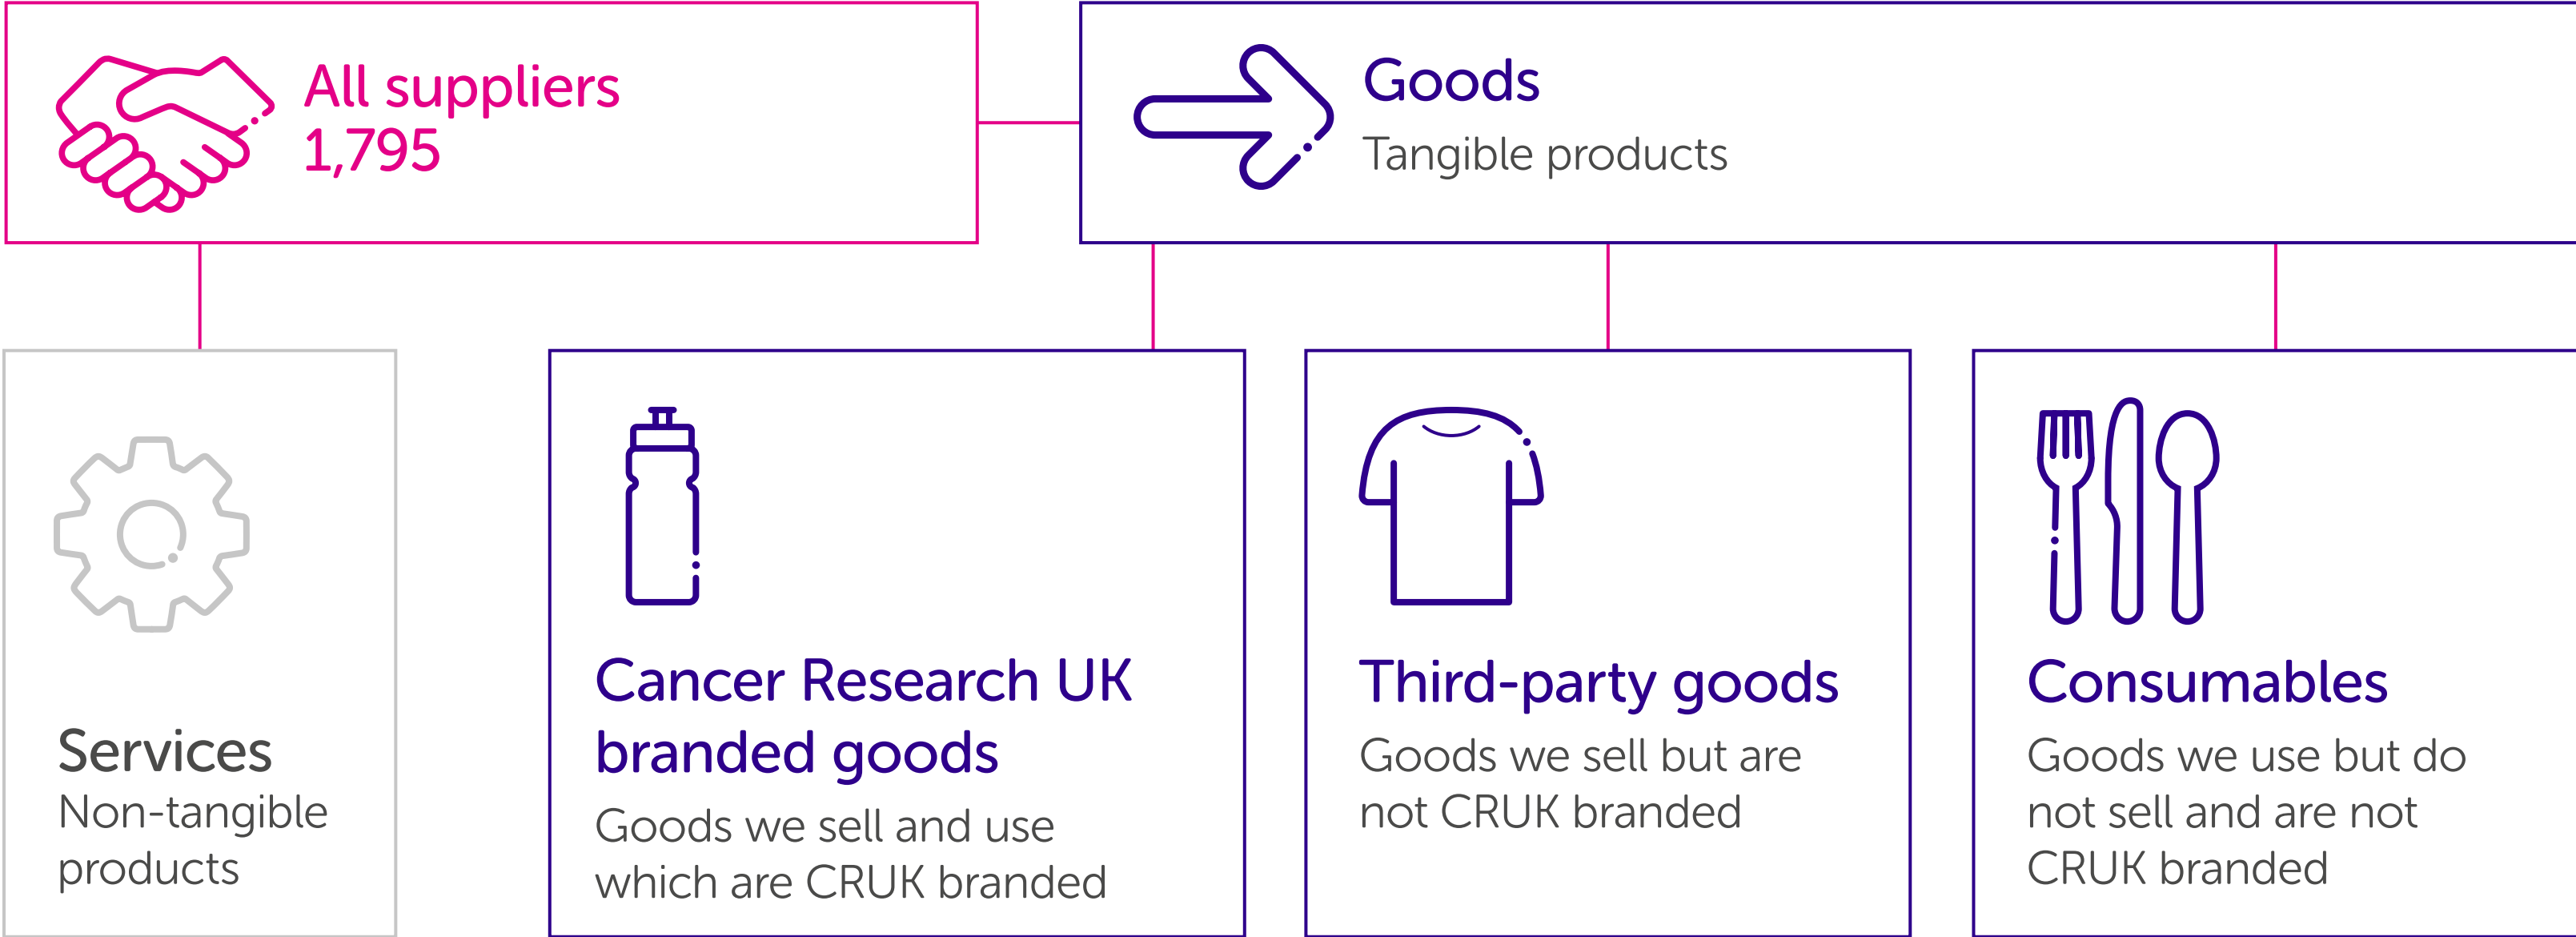 All suppliers
1,795
Goods
Tangible products
Services
Non-tangible
products
Cancer Research UK
branded goods
Goods we sell and use
which are CRUK branded
Third-party goods
Goods we sell but are
not CRUK branded
Consumables
Goods we use but do
not sell and are not
CRUK branded